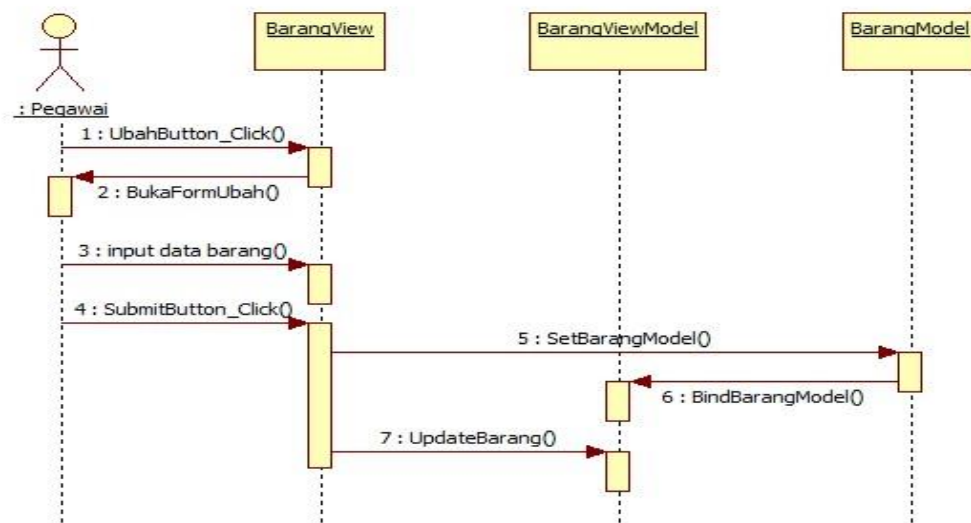 BarangView
BarangViewModel
BarangModel
: Pegawai
1 : UbahButton_Click()
2 : BukaFormUbah()
3 : input data barang()
4 : SubmitButton_Click()
5 : SetBarangModel()
6 : BindBarangModel()
7 : UpdateBarang()